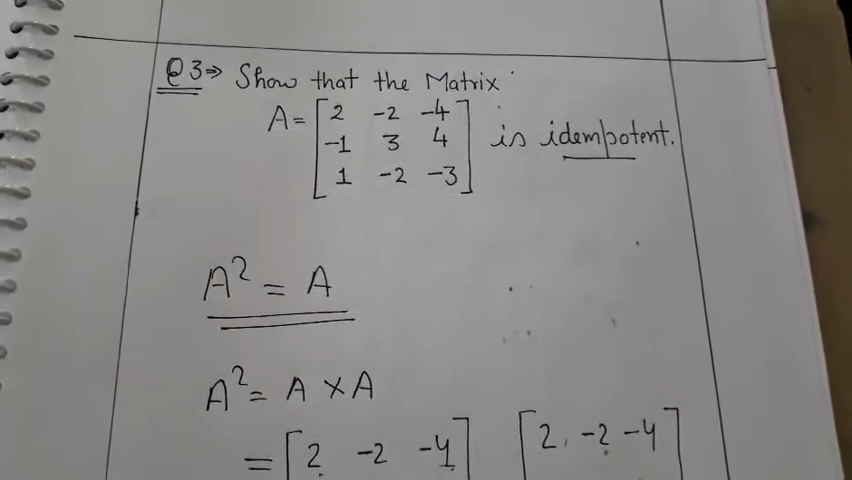 Q3⇒ Show that the Matrix
A = [2 -2 -4
-1 3 4
1 -2 -3] is idempotent.
A² = A
A² = A × A
= [2 -2 -4] [2 -2 -4]